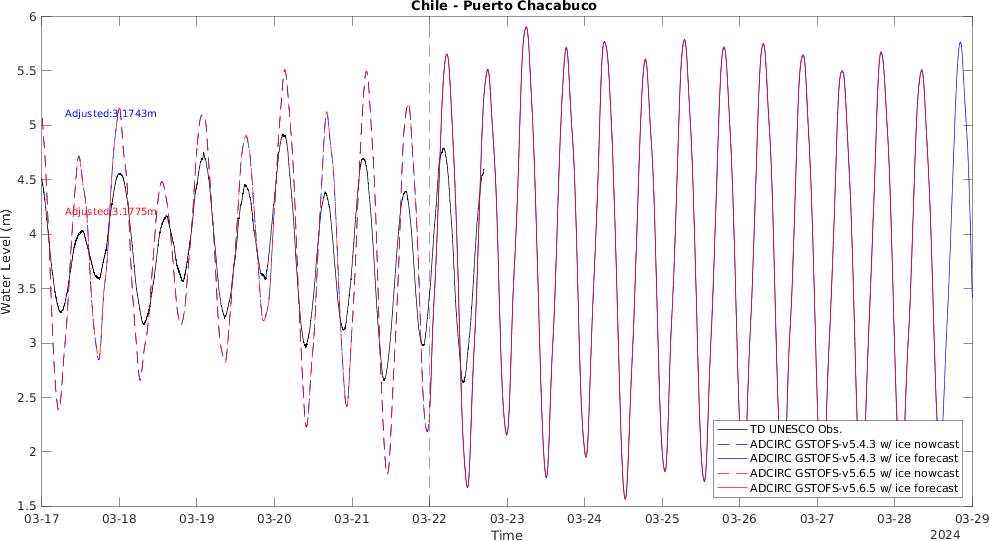 Chile - Puerto Chacabuco
6
5.5
5
4.5
4
3.5
3
2.5
2
1.5
Water Level (m)
Adjusted:3.1743m
Adjusted:3.1775m
TD UNESCO Obs.
ADCIRC GSTOFS-v5.4.3 w/ ice nowcast
ADCIRC GSTOFS-v5.4.3 w/ ice forecast
ADCIRC GSTOFS-v5.6.5 w/ ice nowcast
ADCIRC GSTOFS-v5.6.5 w/ ice forecast
03-17 03-18 03-19 03-20 03-21 03-22 03-23 03-24 03-25 03-26 03-27 03-28 03-29
Time
2024